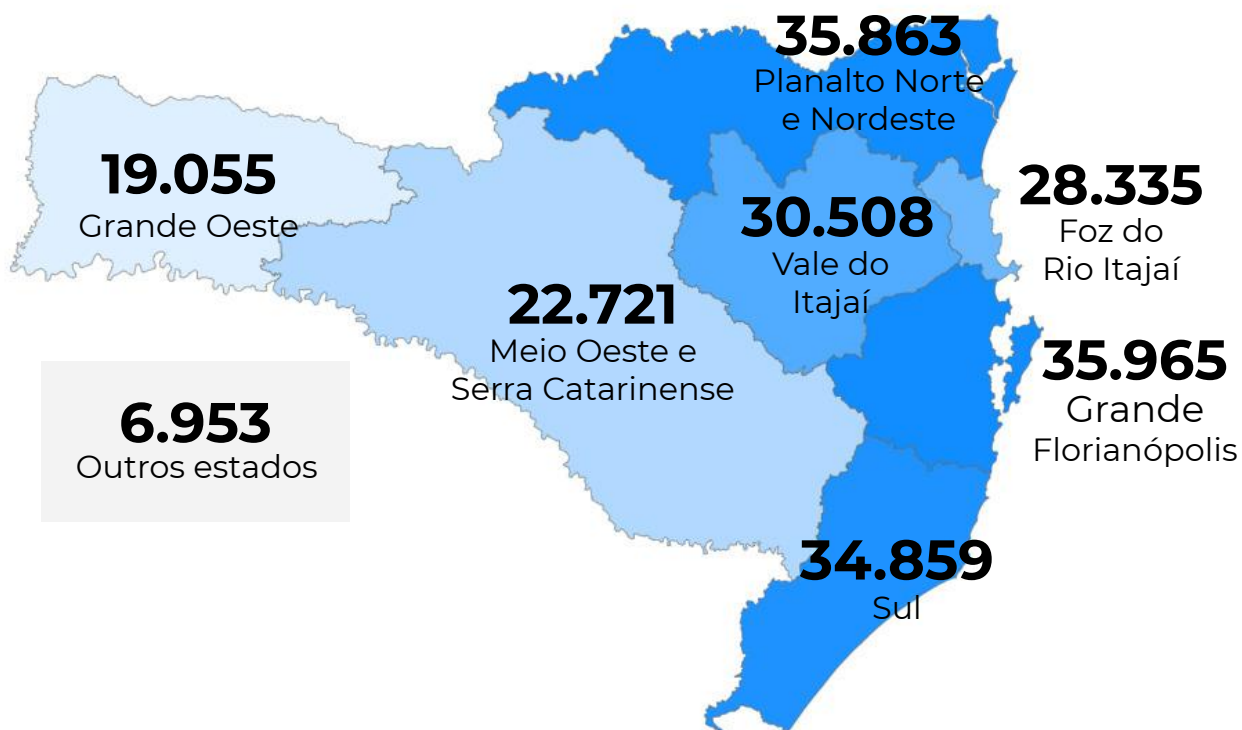 35.863
Planalto Norte
e Nordeste
19.055
Grande Oeste
28.335
Foz do
Rio Itajaí
30.508
Vale do
Itajaí
22.721
Meio Oeste e
Serra Catarinense
35.965
Grande
Florianópolis
6.953
Outros estados
34.859
Sul